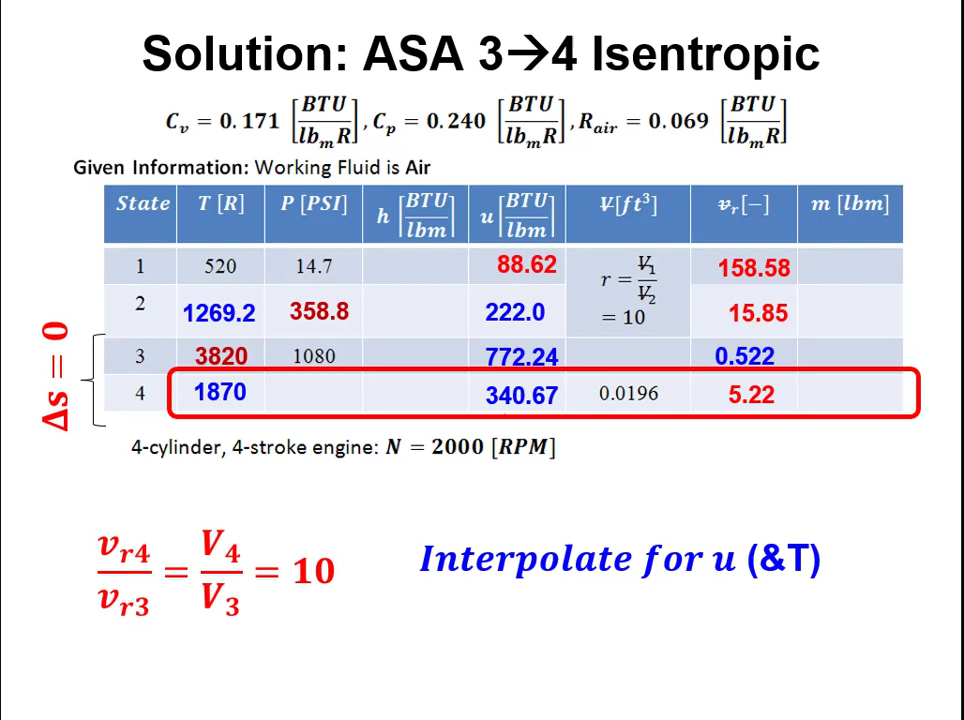 Solution: ASA 3→4 Isentropic
C_v = 0.171 [BTU/lb_m R], C_p = 0.240 [BTU/lb_m R], R_air = 0.069 [BTU/lb_m R]
Given Information: Working Fluid is Air
State T [R] P [PSI] h [BTU/lbm] u [BTU/lbm] V̶[ft³] v̶_r[−] m [lbm]
1 520 14.7 88.62 r = V̶₁/V̶₂ = 10 158.58
2 1269.2 358.8 222.0 15.85
3 3820 1080 772.24 0.522
4 1870 340.67 0.0196 5.22
Δs = 0
4-cylinder, 4-stroke engine: N = 2000 [RPM]
v_r4/v_r3 = V_4/V_3 = 10
Interpolate for u (&T)